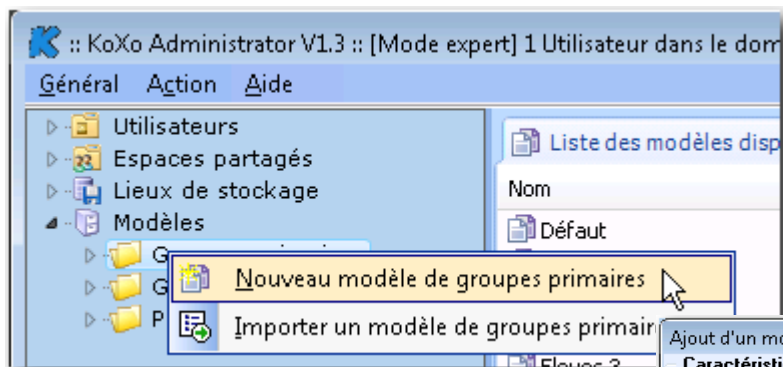 :: KoXo Administrator V1.3 :: [Mode expert] 1 Utilisateur dans le dom
Général Action Aide
Utilisateurs
Espaces partagés
Lieux de stockage
Modèles
G
G
P
Liste des modèles disp
Nom
Défaut
Nouveau modèle de groupes primaires
Importer un modèle de groupes primair
Ajout d'un mo
Caractéristi